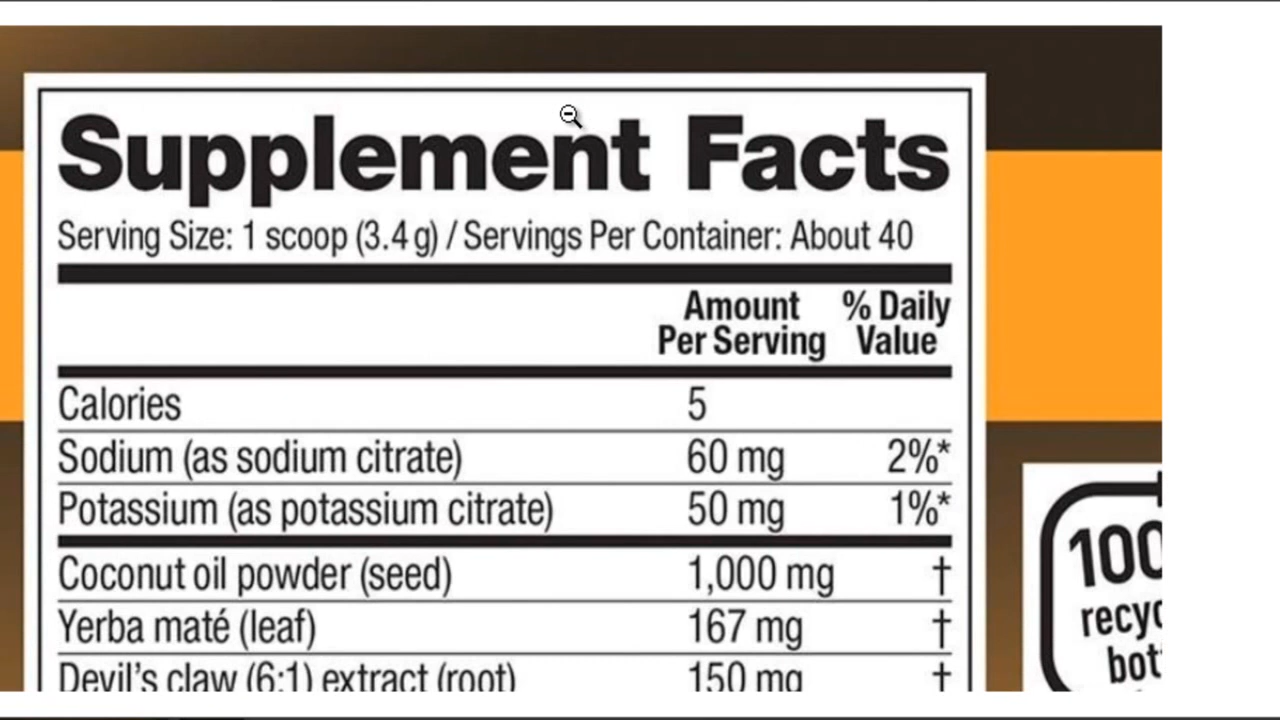 Supplement Facts
Serving Size: 1 scoop (3.4 g) / Servings Per Container: About 40
Amount Per Serving
% Daily Value
Calories 5
Sodium (as sodium citrate) 60 mg 2%*
Potassium (as potassium citrate) 50 mg 1%*
Coconut oil powder (seed) 1,000 mg †
Yerba maté (leaf) 167 mg †
Devil's claw (6:1) extract (root) 150 mg †
100